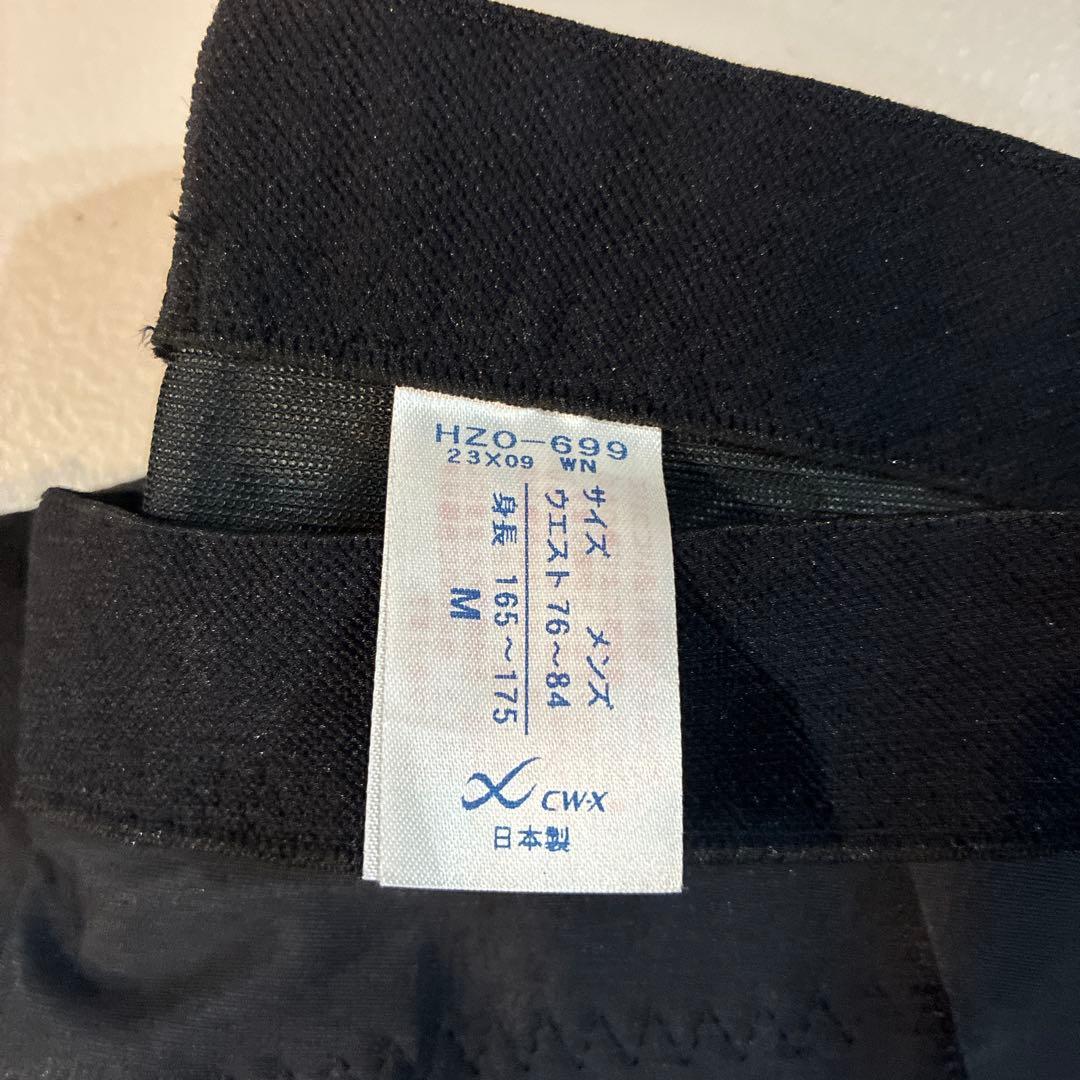 HZO-699
23X09 WN
サイズ メンズ
ウエスト 76～84
身長 165～175
M
CW-X
日本製